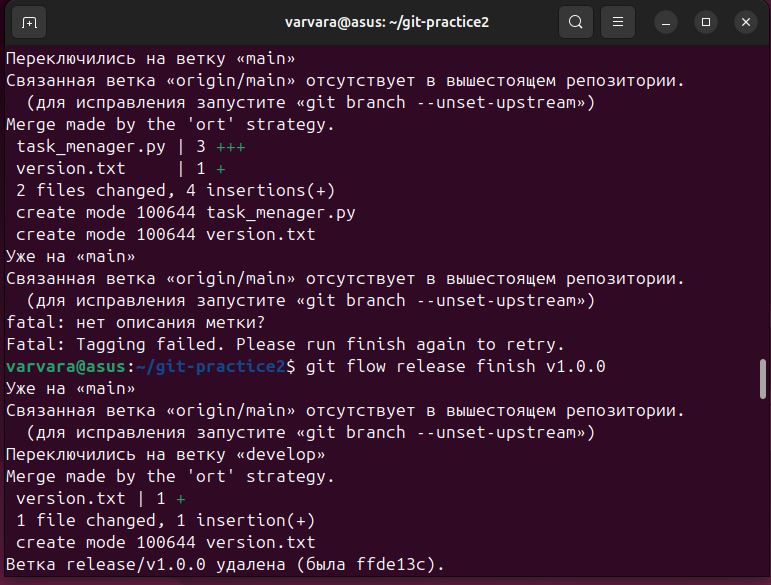 varvara@asus: ~/git-practice2
Переключились на ветку «main»
Связанная ветка «origin/main» отсутствует в вышестоящем репозитории.
  (для исправления запустите «git branch --unset-upstream»)
Merge made by the 'ort' strategy.
 task_menager.py | 3 +++
 version.txt     | 1 +
 2 files changed, 4 insertions(+)
 create mode 100644 task_menager.py
 create mode 100644 version.txt
Уже на «main»
Связанная ветка «origin/main» отсутствует в вышестоящем репозитории.
  (для исправления запустите «git branch --unset-upstream»)
fatal: нет описания метки?
Fatal: Tagging failed. Please run finish again to retry.
varvara@asus:~/git-practice2$ git flow release finish v1.0.0
Уже на «main»
Связанная ветка «origin/main» отсутствует в вышестоящем репозитории.
  (для исправления запустите «git branch --unset-upstream»)
Переключились на ветку «develop»
Merge made by the 'ort' strategy.
 version.txt | 1 +
 1 file changed, 1 insertion(+)
 create mode 100644 version.txt
Ветка release/v1.0.0 удалена (была ffde13c).